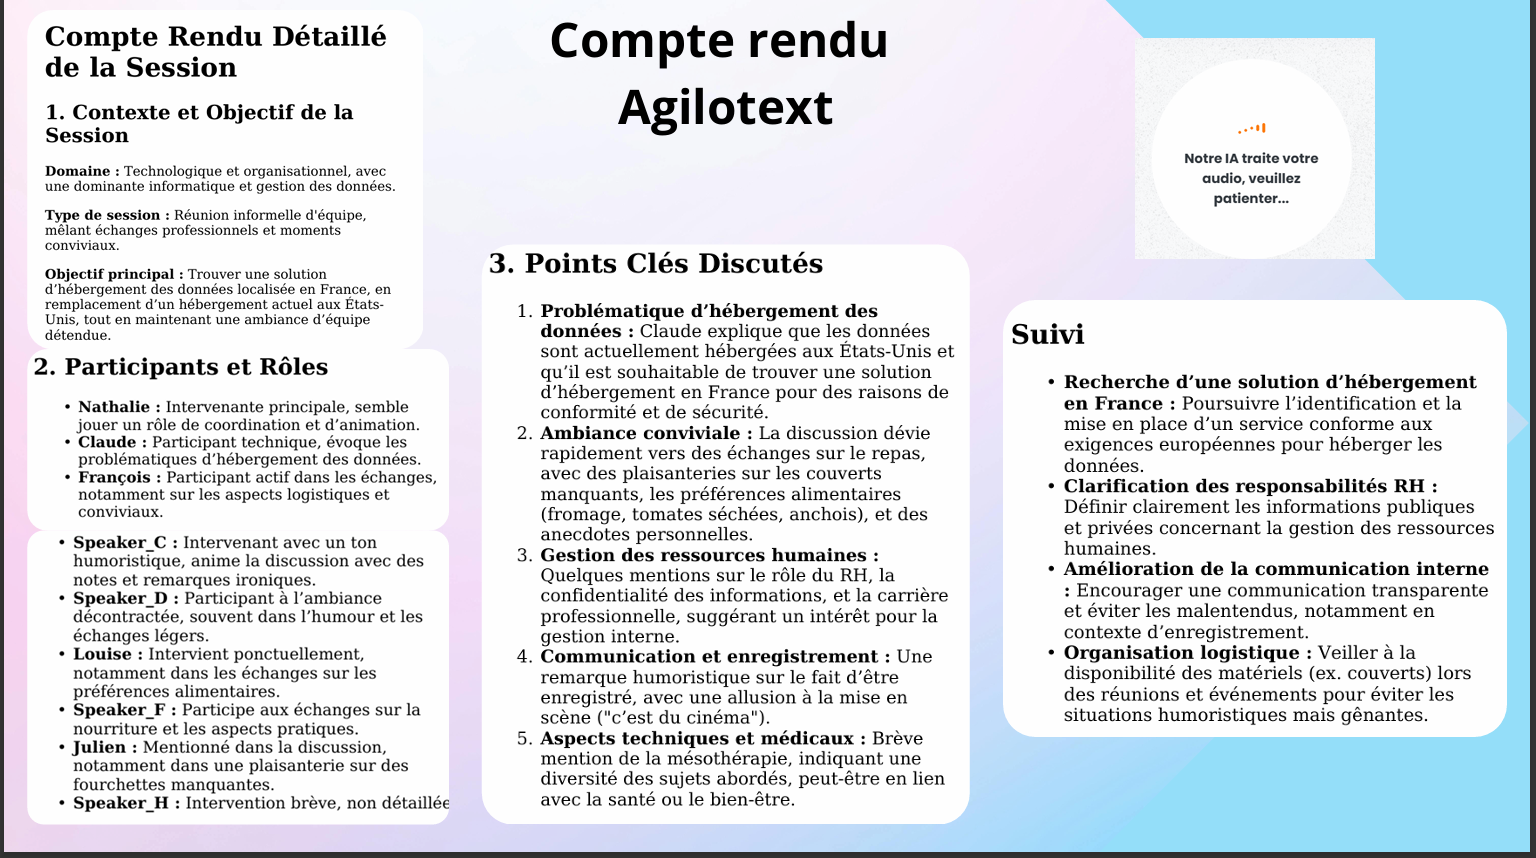 Compte Rendu Détaillé
de la Session
1. Contexte et Objectif de la
Session
Domaine : Technologique et organisationnel, avec
une dominante informatique et gestion des données.
Type de session : Réunion informelle d'équipe,
mêlant échanges professionnels et moments
conviviaux.
Objectif principal : Trouver une solution
d’hébergement des données localisée en France, en
remplacement d’un hébergement actuel aux États-
Unis, tout en maintenant une ambiance d’équipe
détendue.
2. Participants et Rôles
• Nathalie : Intervenante principale, semble
jouer un rôle de coordination et d’animation.
• Claude : Participant technique, évoque les
problématiques d’hébergement des données.
• François : Participant actif dans les échanges,
notamment sur les aspects logistiques et
conviviaux.
• Speaker_C : Intervenant avec un ton
humoristique, anime la discussion avec des
notes et remarques ironiques.
• Speaker_D : Participant à l’ambiance
décontractée, souvent dans l’humour et les
échanges légers.
• Louise : Intervient ponctuellement,
notamment dans les échanges sur les
préférences alimentaires.
• Speaker_F : Participe aux échanges sur la
nourriture et les aspects pratiques.
• Julien : Mentionné dans la discussion,
notamment dans une plaisanterie sur des
fourchettes manquantes.
• Speaker_H : Intervention brève, non détaillée
Compte rendu
Agilotext
3. Points Clés Discutés
1. Problématique d’hébergement des
données : Claude explique que les données
sont actuellement hébergées aux États-Unis et
qu’il est souhaitable de trouver une solution
d’hébergement en France pour des raisons de
conformité et de sécurité.
2. Ambiance conviviale : La discussion dévie
rapidement vers des échanges sur le repas,
avec des plaisanteries sur les couverts
manquants, les préférences alimentaires
(fromage, tomates séchées, anchois), et des
anecdotes personnelles.
3. Gestion des ressources humaines :
Quelques mentions sur le rôle du RH, la
confidentialité des informations, et la carrière
professionnelle, suggérant un intérêt pour la
gestion interne.
4. Communication et enregistrement : Une
remarque humoristique sur le fait d’être
enregistré, avec une allusion à la mise en
scène ("c’est du cinéma").
5. Aspects techniques et médicaux : Brève
mention de la mésothérapie, indiquant une
diversité des sujets abordés, peut-être en lien
avec la santé ou le bien-être.
Notre IA traite votre
audio, veuillez
patienter...
Suivi
• Recherche d’une solution d’hébergement
en France : Poursuivre l’identification et la
mise en place d’un service conforme aux
exigences européennes pour héberger les
données.
• Clarification des responsabilités RH :
Définir clairement les informations publiques
et privées concernant la gestion des ressources
humaines.
• Amélioration de la communication interne
: Encourager une communication transparente
et éviter les malentendus, notamment en
contexte d’enregistrement.
• Organisation logistique : Veiller à la
disponibilité des matériels (ex. couverts) lors
des réunions et événements pour éviter les
situations humoristiques mais gênantes.